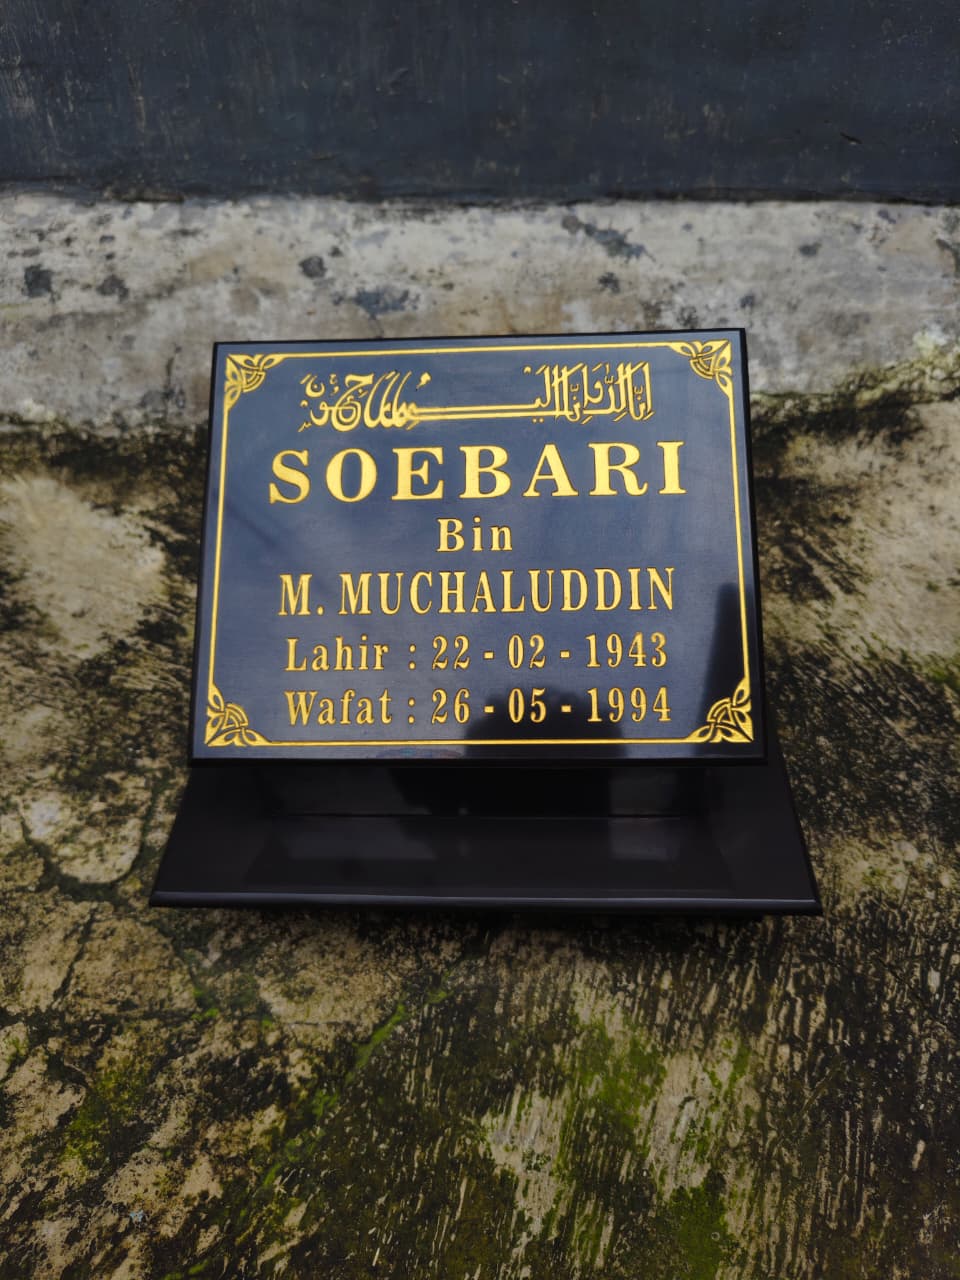 إنا لله وإنا إليه راجعون
SOEBARI
Bin
M. MUCHALUDDIN
Lahir : 22 - 02 - 1943
Wafat : 26 - 05 - 1994